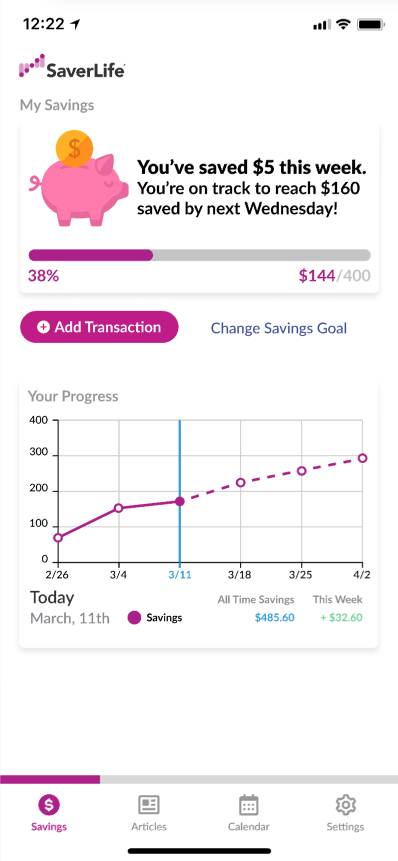 12:22
SaverLife
My Savings
$
You've saved $5 this week.
You're on track to reach $160
saved by next Wednesday!
38%
$144/400
Add Transaction
Change Savings Goal
Your Progress
400
300
200
100
0
2/26 3/4 3/11 3/18 3/25 4/2
Today
March, 11th
Savings
All Time Savings
$485.60
This Week
+ $32.60
$
Savings
Articles
Calendar
Settings